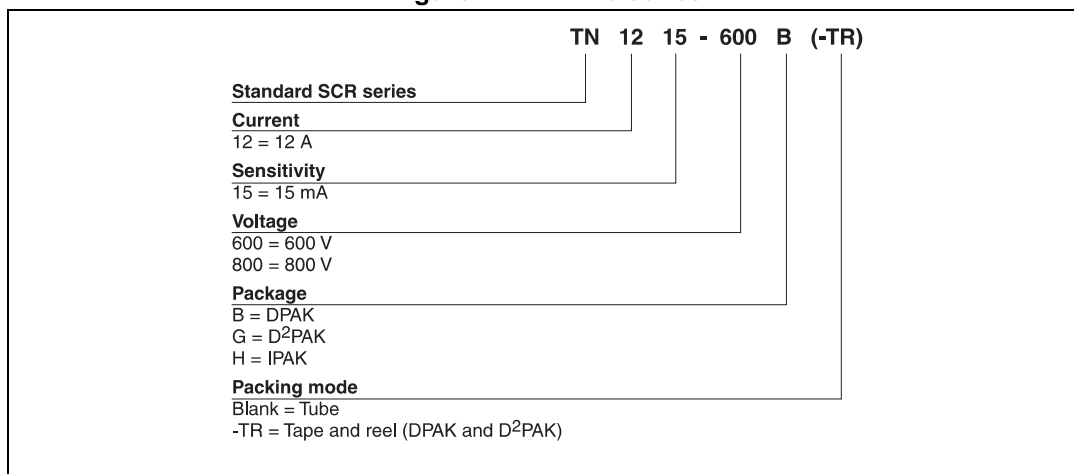 TN 12 15 - 600 B (-TR)
Standard SCR series
Current
12 = 12 A
Sensitivity
15 = 15 mA
Voltage
600 = 600 V
800 = 800 V
Package
B = DPAK
G = D²PAK
H = IPAK
Packing mode
Blank = Tube
-TR = Tape and reel (DPAK and D²PAK)